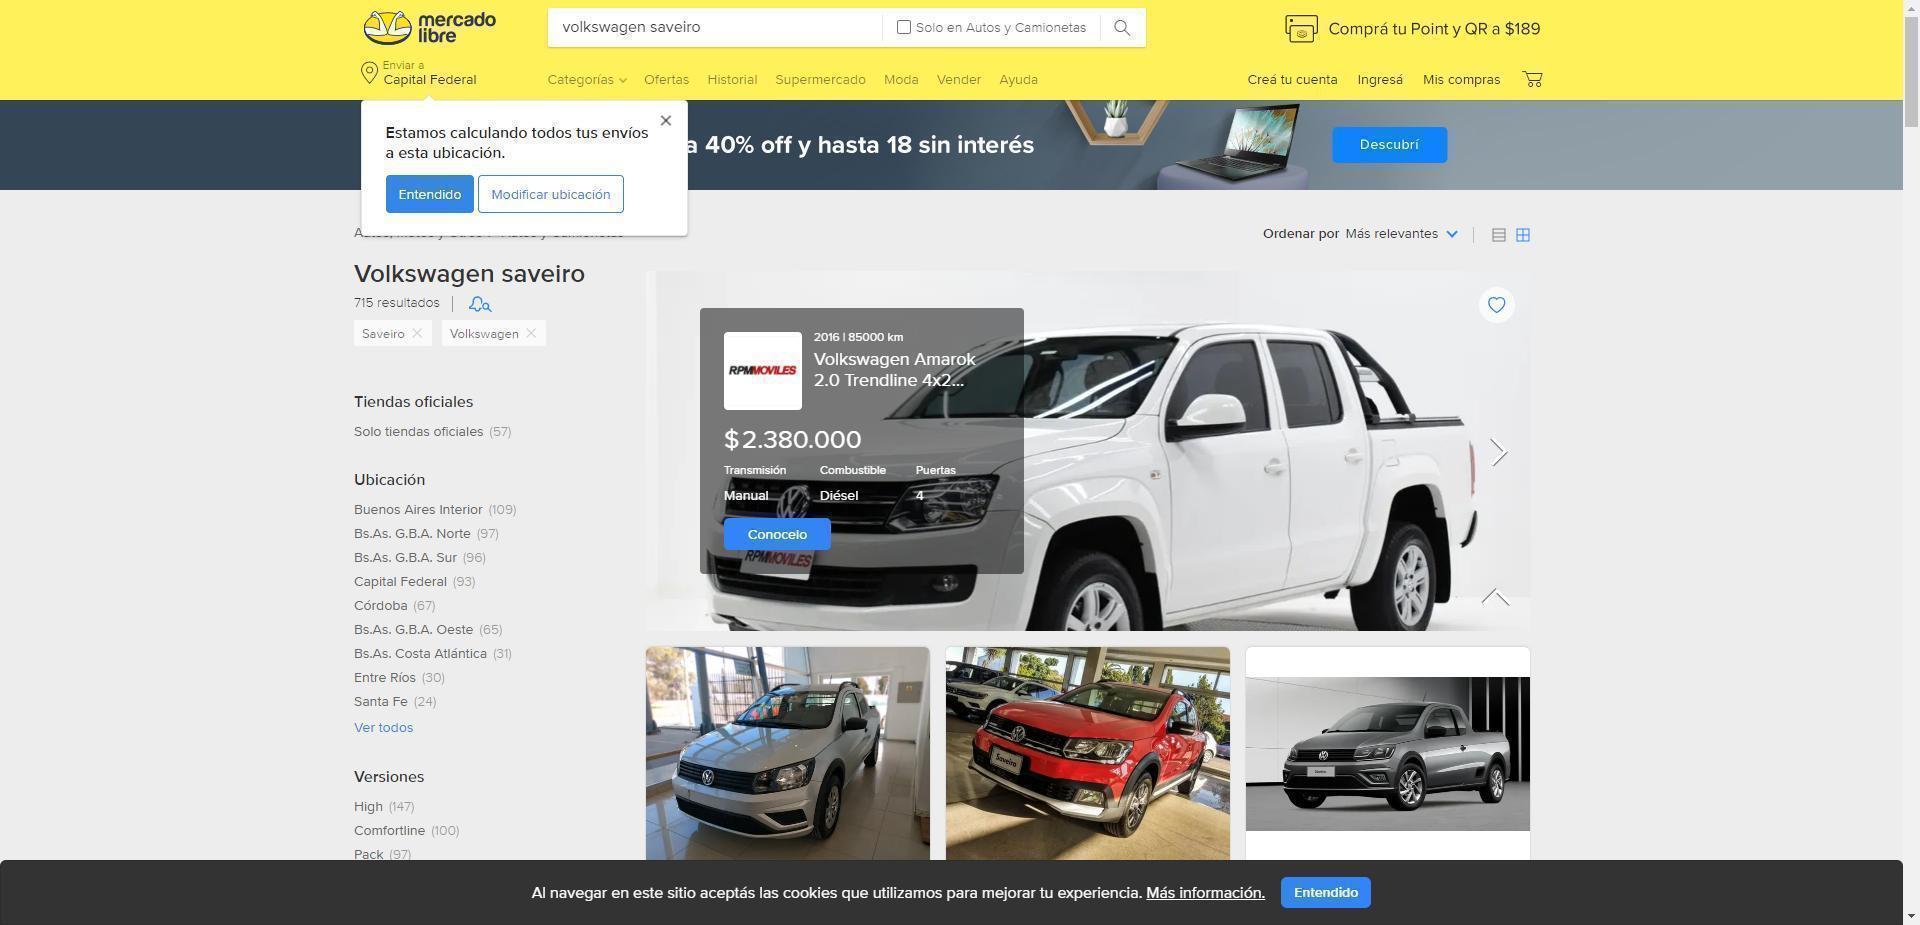 mercado
libre
volkswagen saveiro
Solo en Autos y Camionetas
Comprá tu Point y QR a $189
Enviar a
Capital Federal
Categorías
Ofertas
Historial
Supermercado
Moda
Vender
Ayuda
Creá tu cuenta
Ingresá
Mis compras
Estamos calculando todos tus envíos
a esta ubicación.
Entendido
Modificar ubicación
a 40% off y hasta 18 sin interés
Descubrí
Ordenar por Más relevantes
Volkswagen saveiro
715 resultados
Saveiro
Volkswagen
Tiendas oficiales
Solo tiendas oficiales (57)
Ubicación
Buenos Aires Interior (109)
Bs.As. G.B.A. Norte (97)
Bs.As. G.B.A. Sur (96)
Capital Federal (93)
Córdoba (67)
Bs.As. G.B.A. Oeste (65)
Bs.As. Costa Atlántica (31)
Entre Ríos (30)
Santa Fe (24)
Ver todos
Versiones
High (147)
Comfortline (100)
Pack (97)
RPMMOVILES
2016 | 85000 km
Volkswagen Amarok
2.0 Trendline 4x2...
$ 2.380.000
Transmisión Combustible Puertas
Manual Diésel 4
Conocelo
RPMMOVILES
Saveiro
Al navegar en este sitio aceptás las cookies que utilizamos para mejorar tu experiencia. Más información.
Entendido